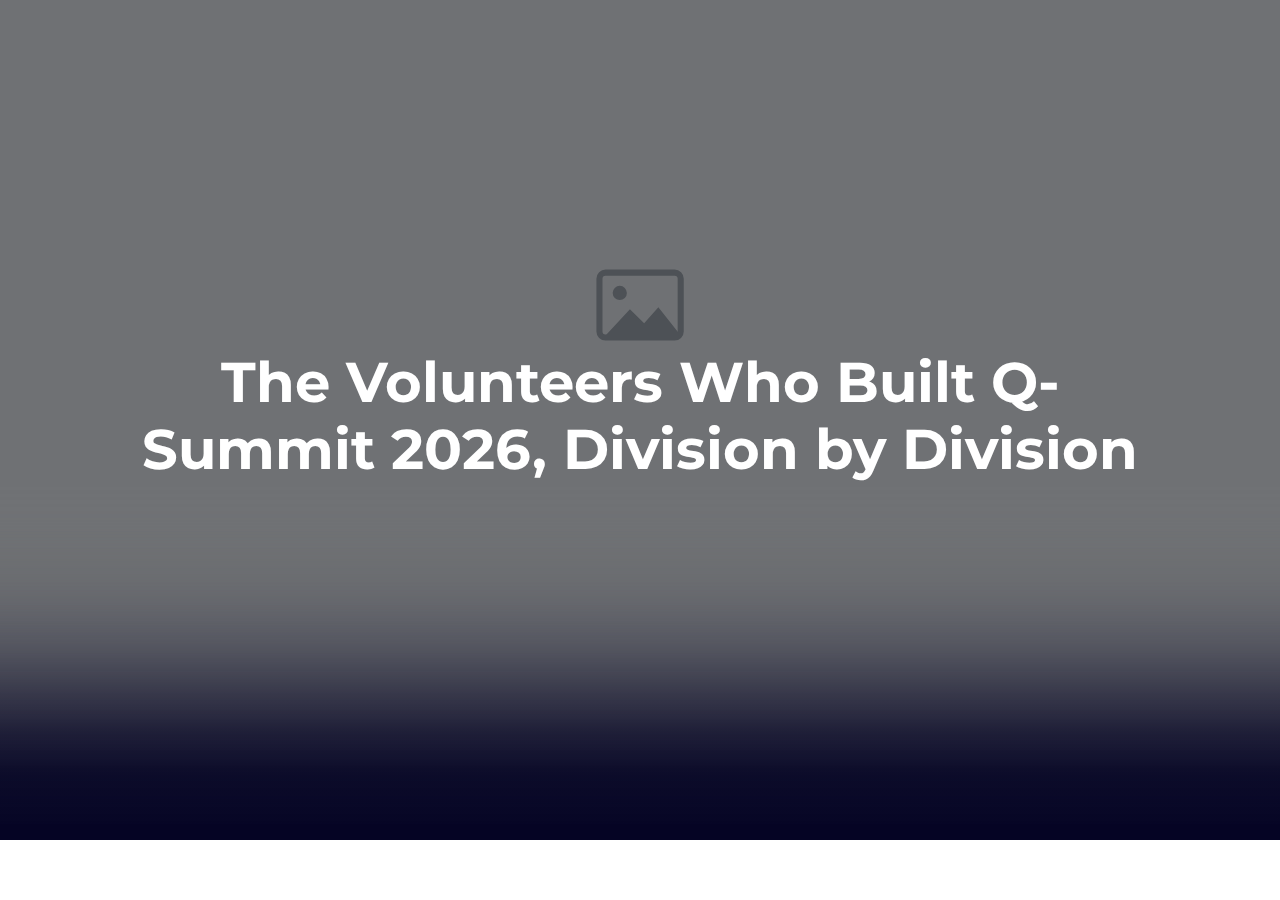 The Volunteers Who Built Q-
Summit 2026, Division by Division